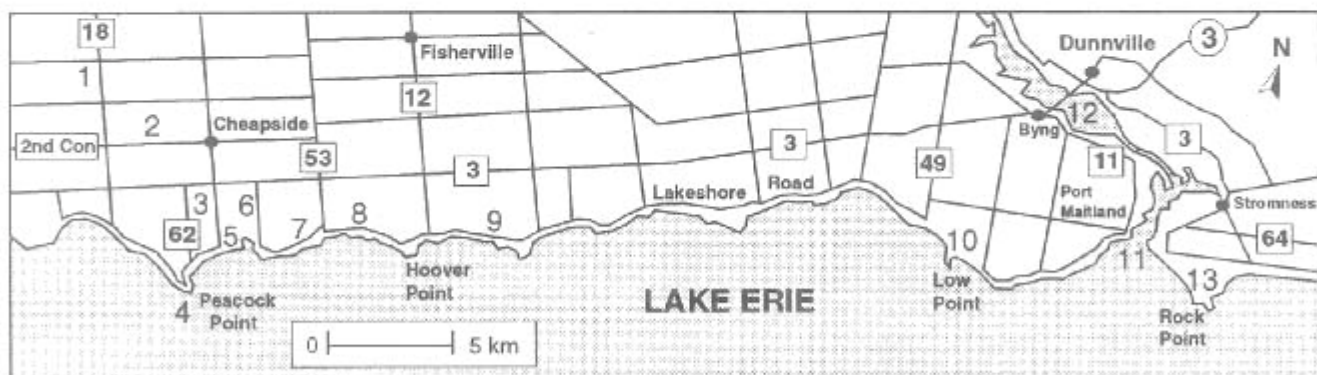 18
Fisherville
Dunnville
3
N
1
12
12
2
Cheapside
Byng
3
2nd Con
53
3
3
49
11
3
6
Lakeshore Road
Port
Maitland
Stromness
62
5
7
8
9
10
11
64
4
Peacock
Point
Hoover
Point
LAKE ERIE
Low
Point
13
Rock
Point
0
5 km